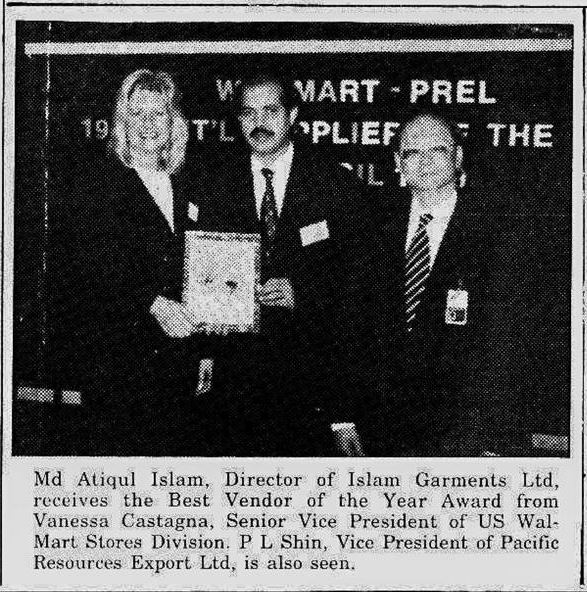 MART - PREL
THE
Md Atiqul Islam, Director of Islam Garments Ltd,
receives the Best Vendor of the Year Award from
Vanessa Castagna, Senior Vice President of US Wal-
Mart Stores Division. P L Shin, Vice President of Pacific
Resources Export Ltd, is also seen.